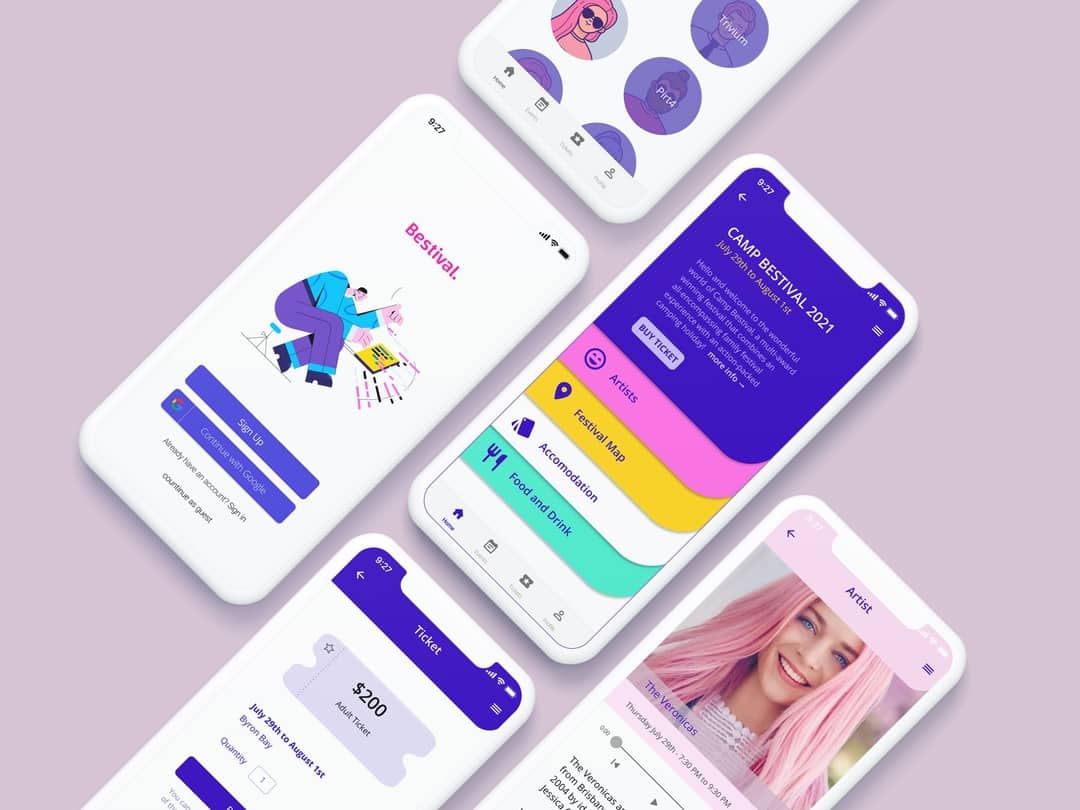 Trivium
Pirt4
Home
Events
Tickets
Profile
9:27
Bestival.
Sign Up
Continue with Google
Already have an account? Sign in
countinue as guest
9:27
CAMP BESTIVAL 2021
July 29th to August 1st
Hello and welcome to the wonderful
world of Camp Bestival, a multi-award
winning festival that combines an
all-encompassing family festival
experience with an action-packed
camping holiday!
more info
BUY TICKET
Artists
Festival Map
Accomodation
Food and Drink
Home
Events
Tickets
Profile
9:27
Ticket
$200
Adult Ticket
July 29th to August 1st
Byron Bay
Quantity
1
You can
of the
9:27
Artist
The Veronicas
Thursday July 29th - 7:30 PM to 9:30 PM
0:00
The Veronicas a
from Brisban
2004 by id
Jessica